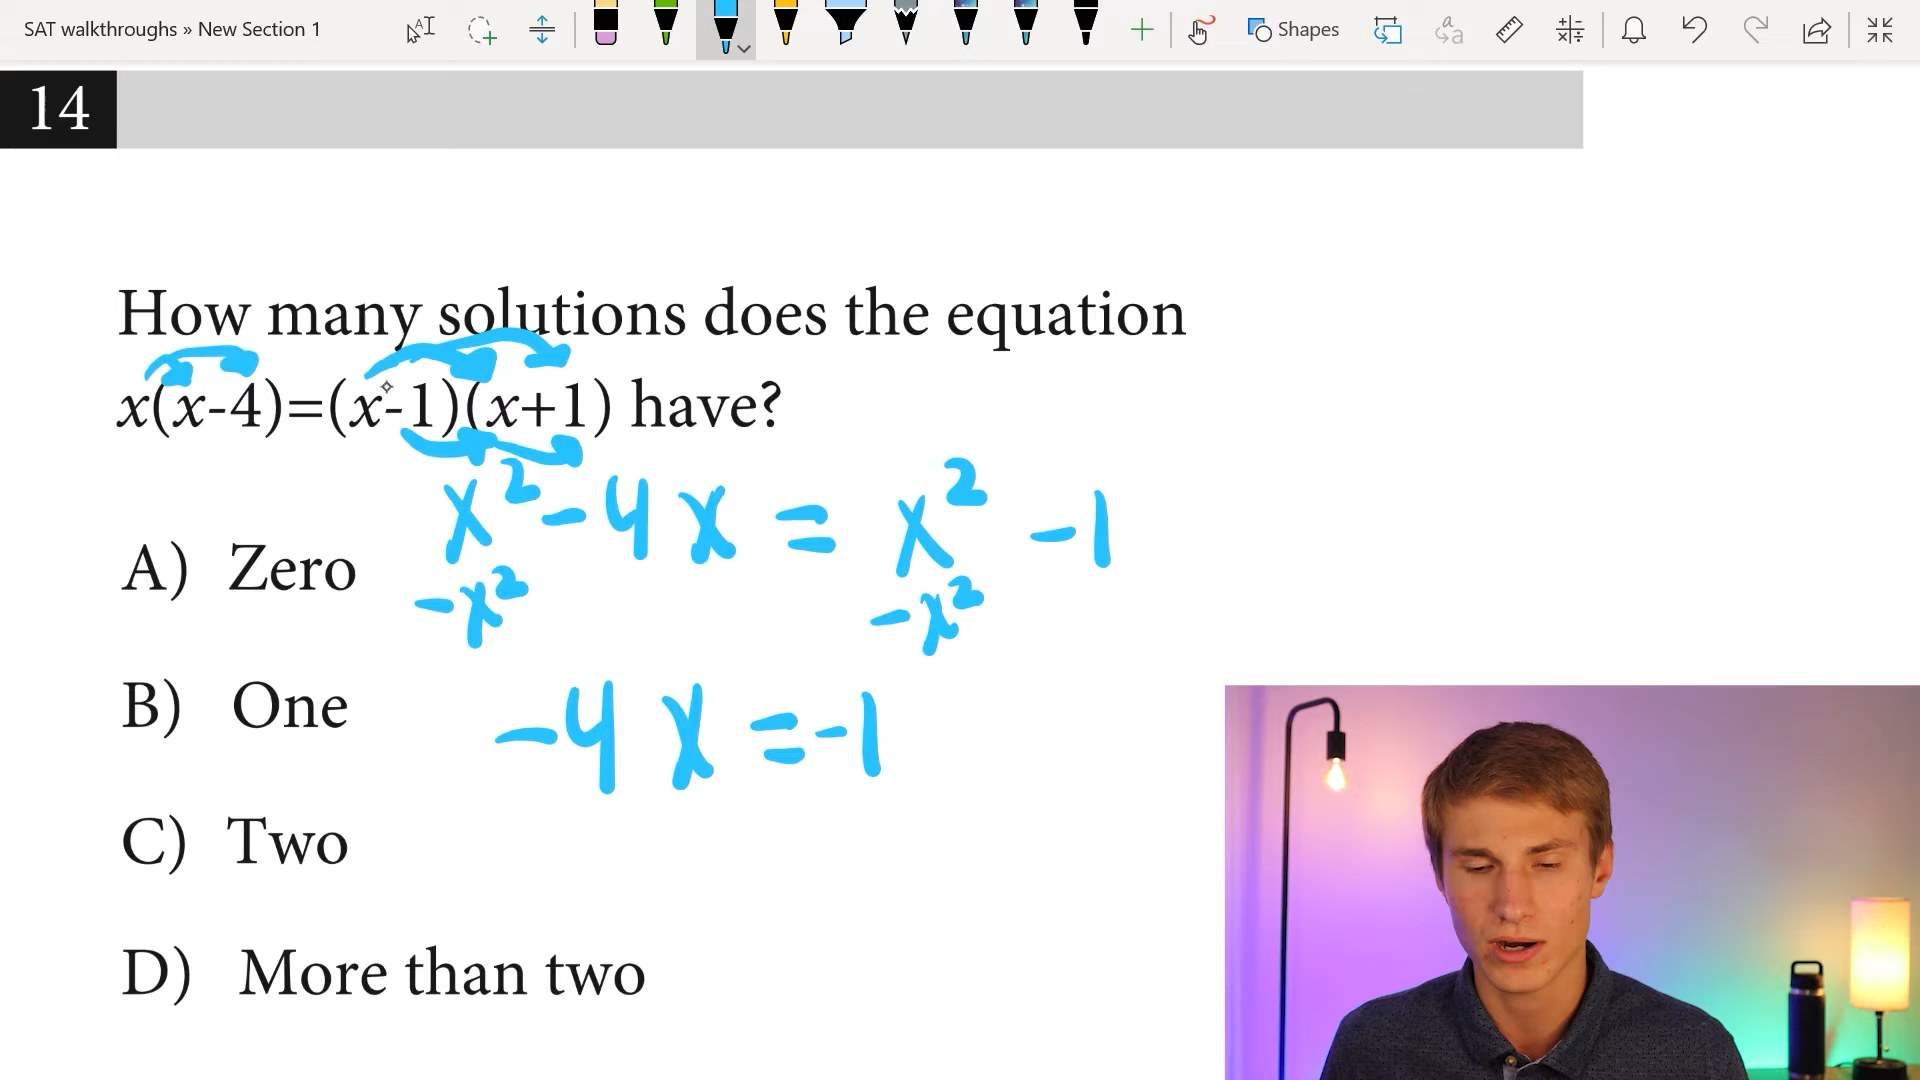 SAT walkthroughs » New Section 1
Shapes
14
How many solutions does the equation
x(x-4)=(x-1)(x+1) have?
x² - 4x = x² - 1
-x² -x²
A) Zero
B) One
-4x = -1
C) Two
D) More than two